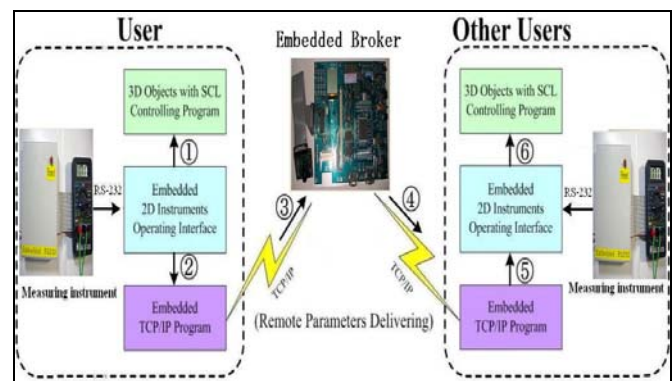 User
Embedded Broker
Other Users
3D Objects with SCL
Controlling Program
①
RS-232
Embedded
2D Instruments
Operating Interface
Measuring instrument
②
Embedded
TCP/IP Program
③
TCP/IP
④
TCP/IP
(Remote Parameters Delivering)
3D Objects with SCL
Controlling Program
⑥
Embedded
2D Instruments
Operating Interface
RS-232
Measuring instrument
⑤
Embedded
TCP/IP Program